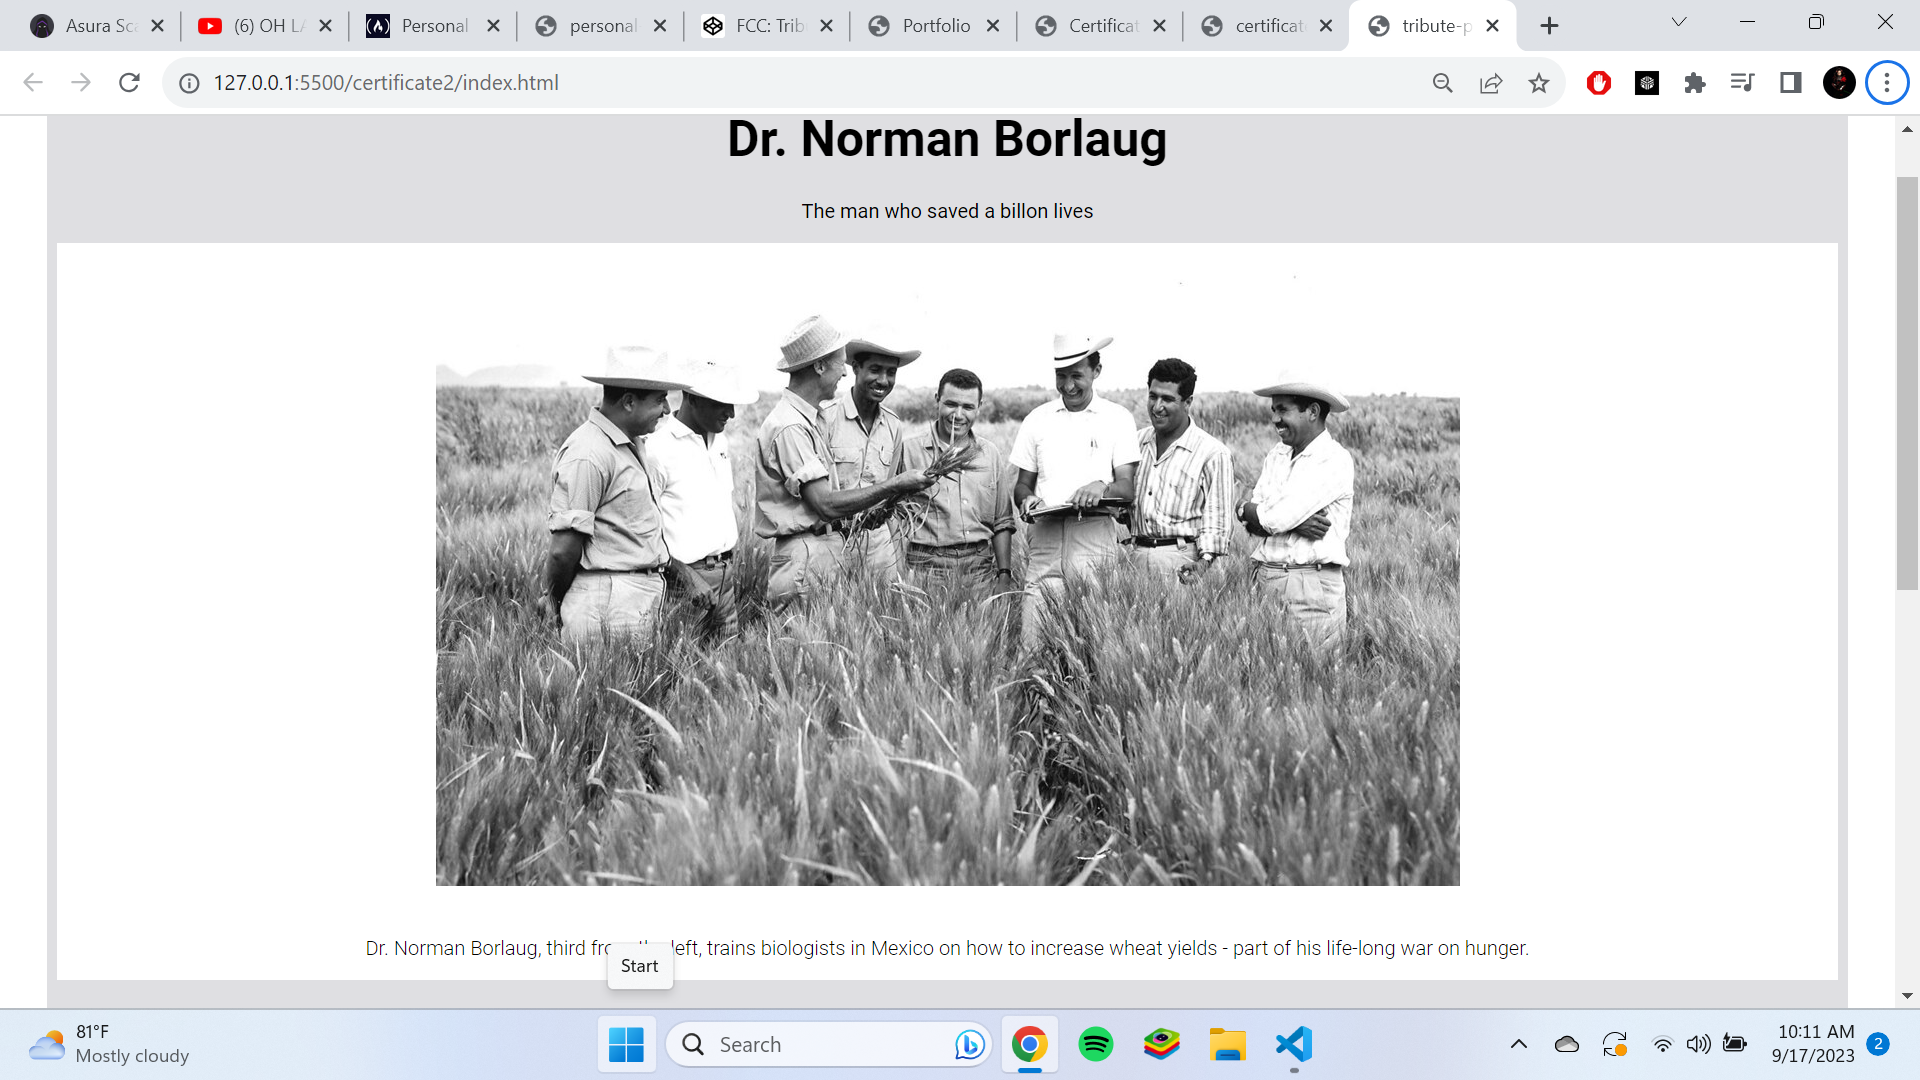 Asura Sc
(6) OH LA
Personal
personal
FCC: Trib
Portfolio
Certificat
certificat
tribute-p
127.0.0.1:5500/certificate2/index.html
Dr. Norman Borlaug
The man who saved a billon lives
Dr. Norman Borlaug, third from the left, trains biologists in Mexico on how to increase wheat yields - part of his life-long war on hunger.
Start
81°F
Mostly cloudy
Search
10:11 AM
9/17/2023
2